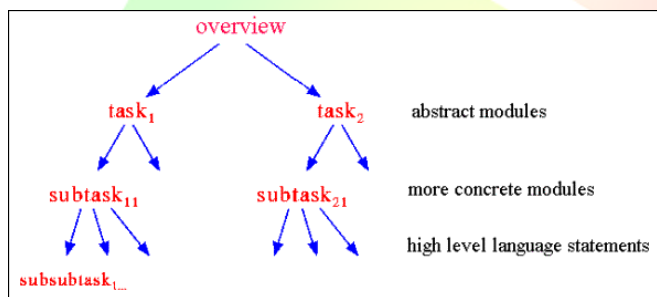 overview
task₁ task₂ abstract modules
subtask₁₁ subtask₂₁ more concrete modules
high level language statements
subsubtask₁...